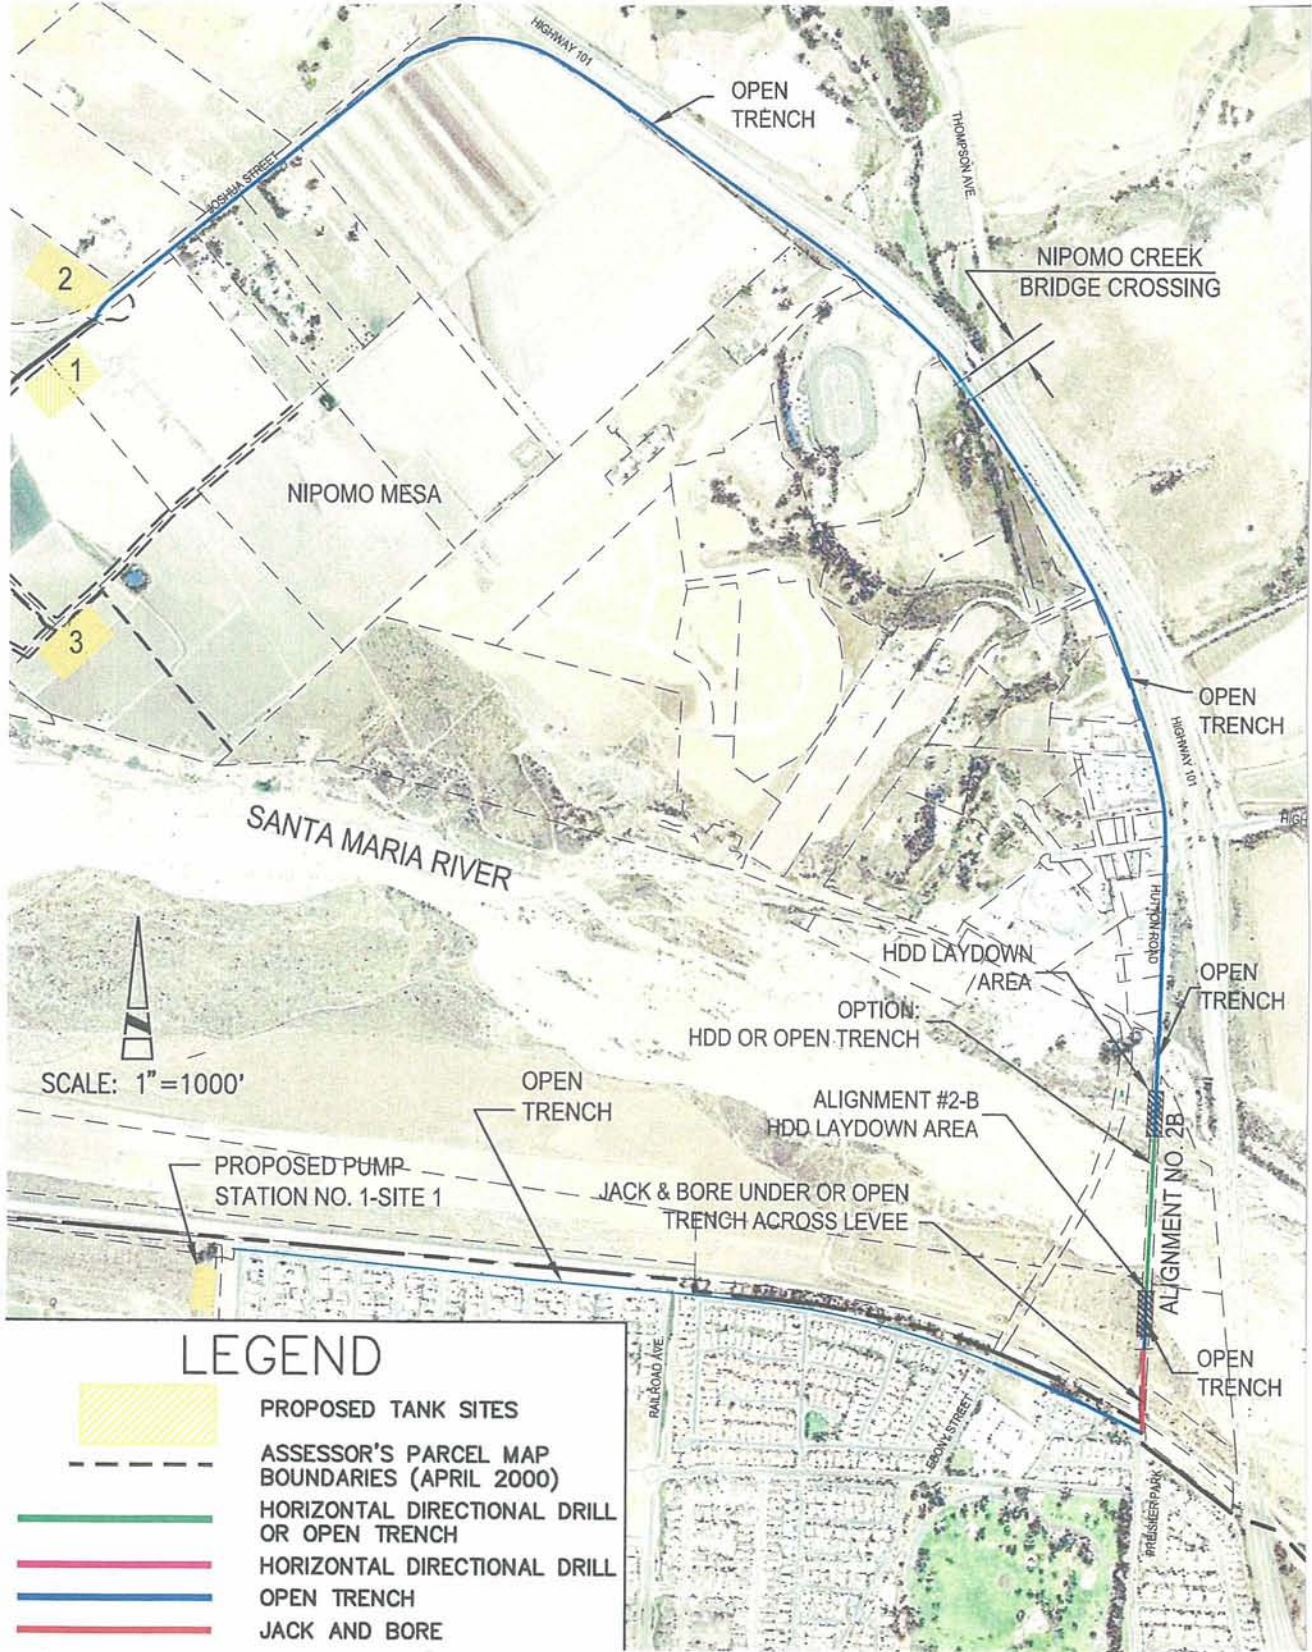 HIGHWAY 101
OPEN
TRENCH
THOMPSON AVE.
JOSHUA STREET
NIPOMO CREEK
BRIDGE CROSSING
2
1
NIPOMO MESA
3
OPEN
TRENCH
HIGHWAY 101
HIGH
SANTA MARIA RIVER
HUTTON ROAD
HDD LAYDOWN
AREA
OPEN
TRENCH
OPTION:
HDD OR OPEN TRENCH
SCALE: 1"=1000'
OPEN
TRENCH
ALIGNMENT #2-B
HDD LAYDOWN AREA
ALIGNMENT NO. 2B
PROPOSED PUMP
STATION NO. 1-SITE 1
JACK & BORE UNDER OR OPEN
TRENCH ACROSS LEVEE
OPEN
TRENCH
RAILROAD AVE.
EBONY STREET
PREISKER PARK
LEGEND
PROPOSED TANK SITES
ASSESSOR'S PARCEL MAP
BOUNDARIES (APRIL 2000)
HORIZONTAL DIRECTIONAL DRILL
OR OPEN TRENCH
HORIZONTAL DIRECTIONAL DRILL
OPEN TRENCH
JACK AND BORE